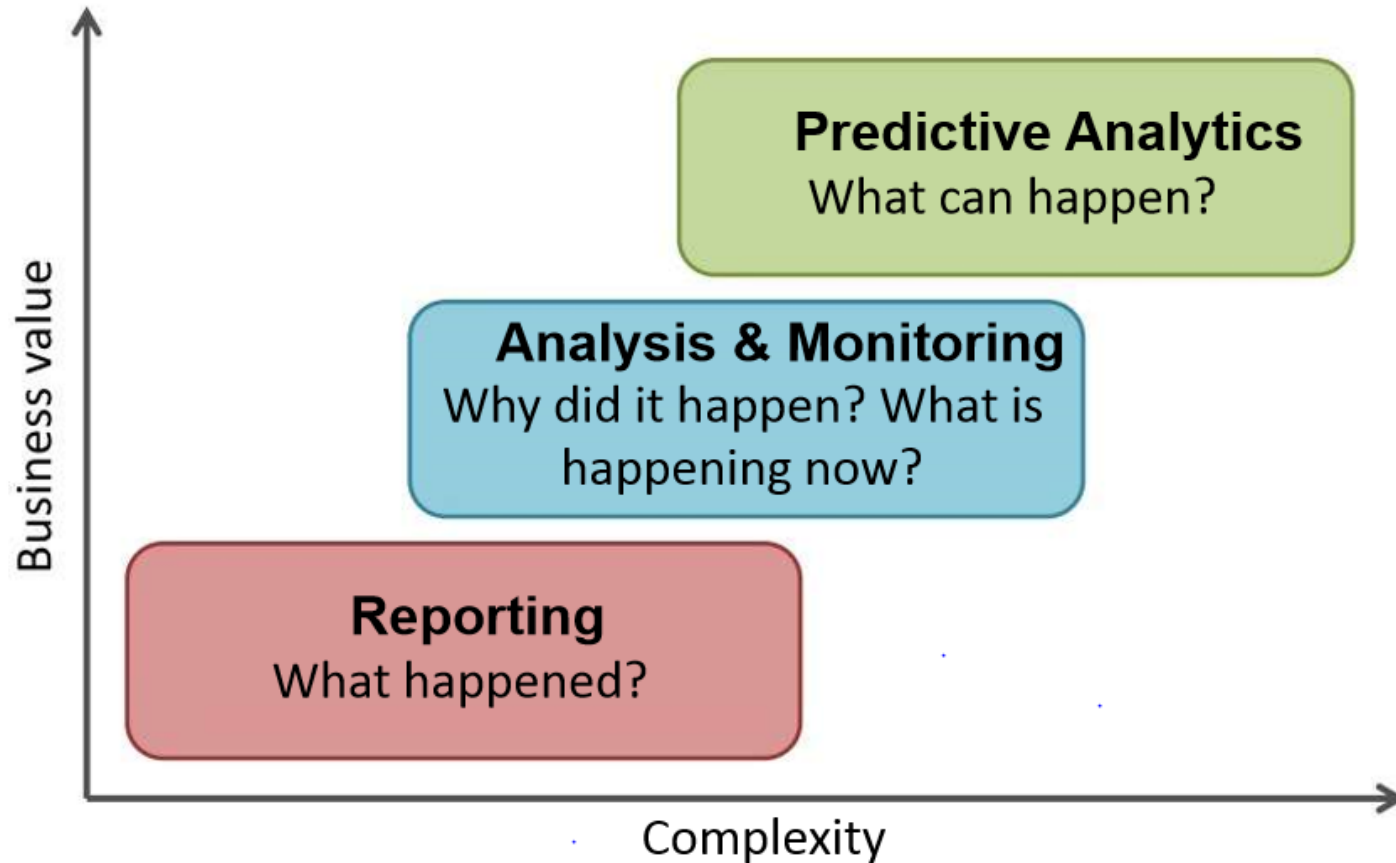 Predictive Analytics
What can happen?
Analysis & Monitoring
Why did it happen? What is
happening now?
Reporting
What happened?
Business value
Complexity